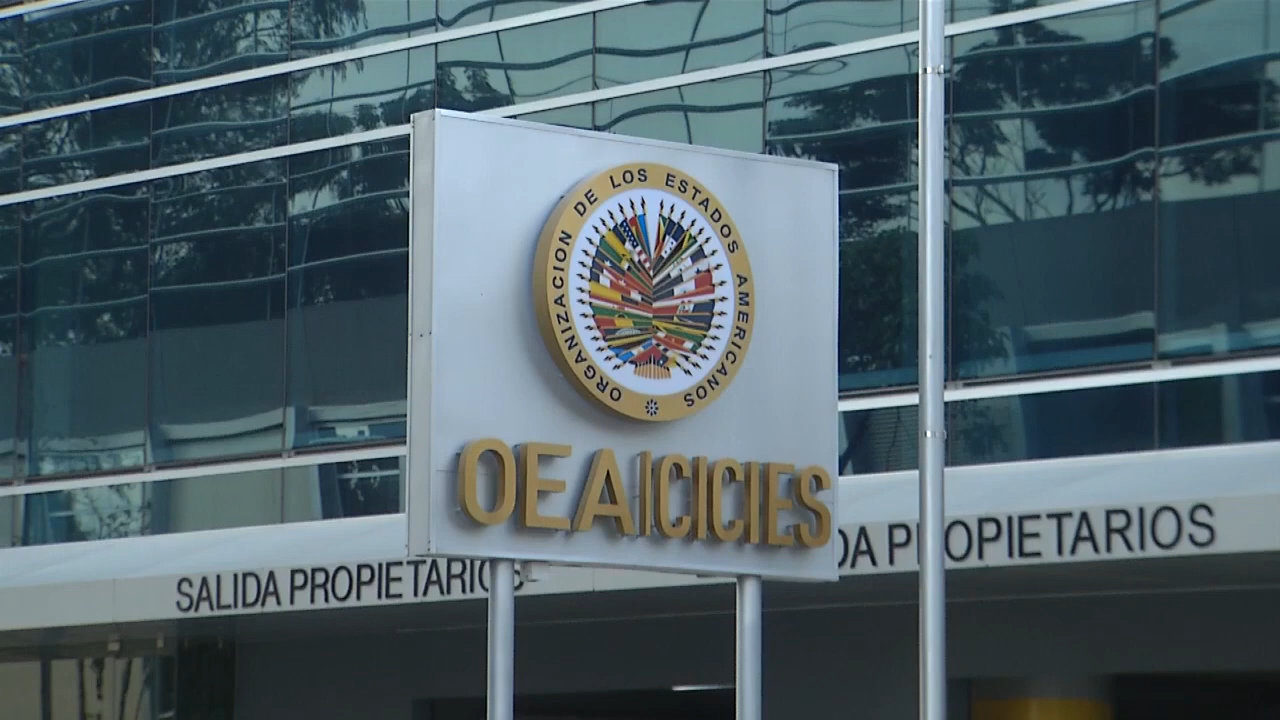 ORGANIZACION DE LOS ESTADOS AMERICANOS
OEA|CICIES
SALIDA PROPIETARIOS
DA PROPIETARIOS